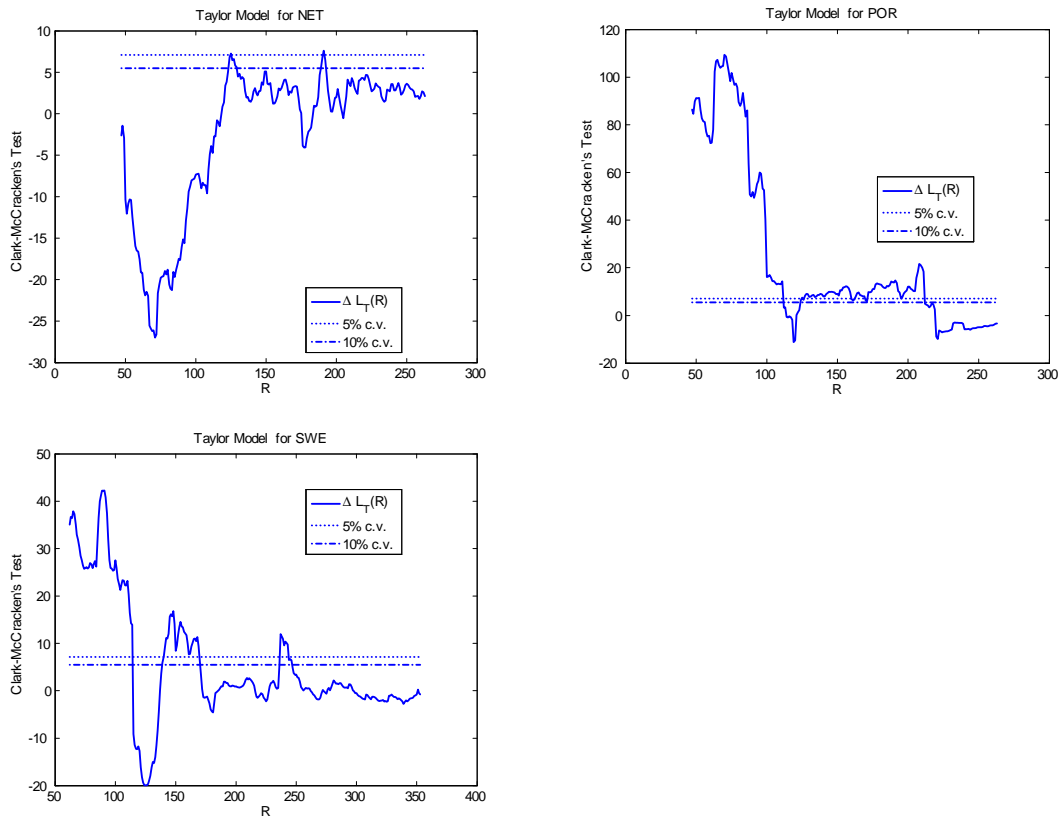 Taylor Model for NET
10
5
0
-5
-10
-15
-20
-25
-30
Clark-McCracken's Test
Δ L_T(R)
5% c.v.
10% c.v.
0 50 100 150 200 250 300
R
Taylor Model for POR
120
100
80
60
40
20
0
-20
Clark-McCracken's Test
Δ L_T(R)
5% c.v.
10% c.v.
0 50 100 150 200 250 300
R
Taylor Model for SWE
50
40
30
20
10
0
-10
-20
Clark-McCracken's Test
Δ L_T(R)
5% c.v.
10% c.v.
50 100 150 200 250 300 350 400
R